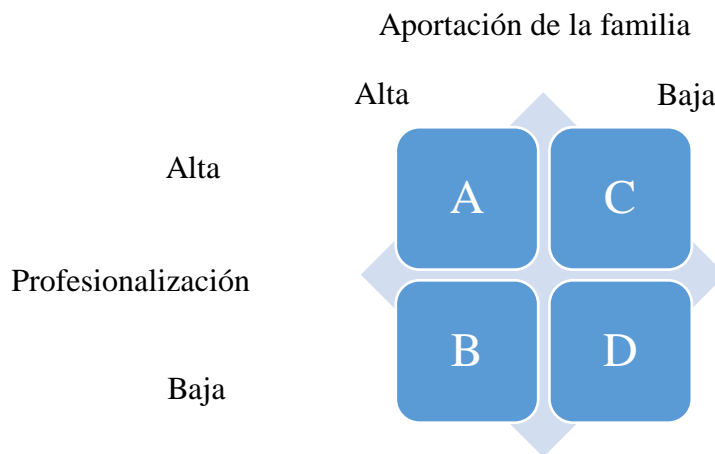 Aportación de la familia
Alta Baja
Alta
A C
Profesionalización
B D
Baja